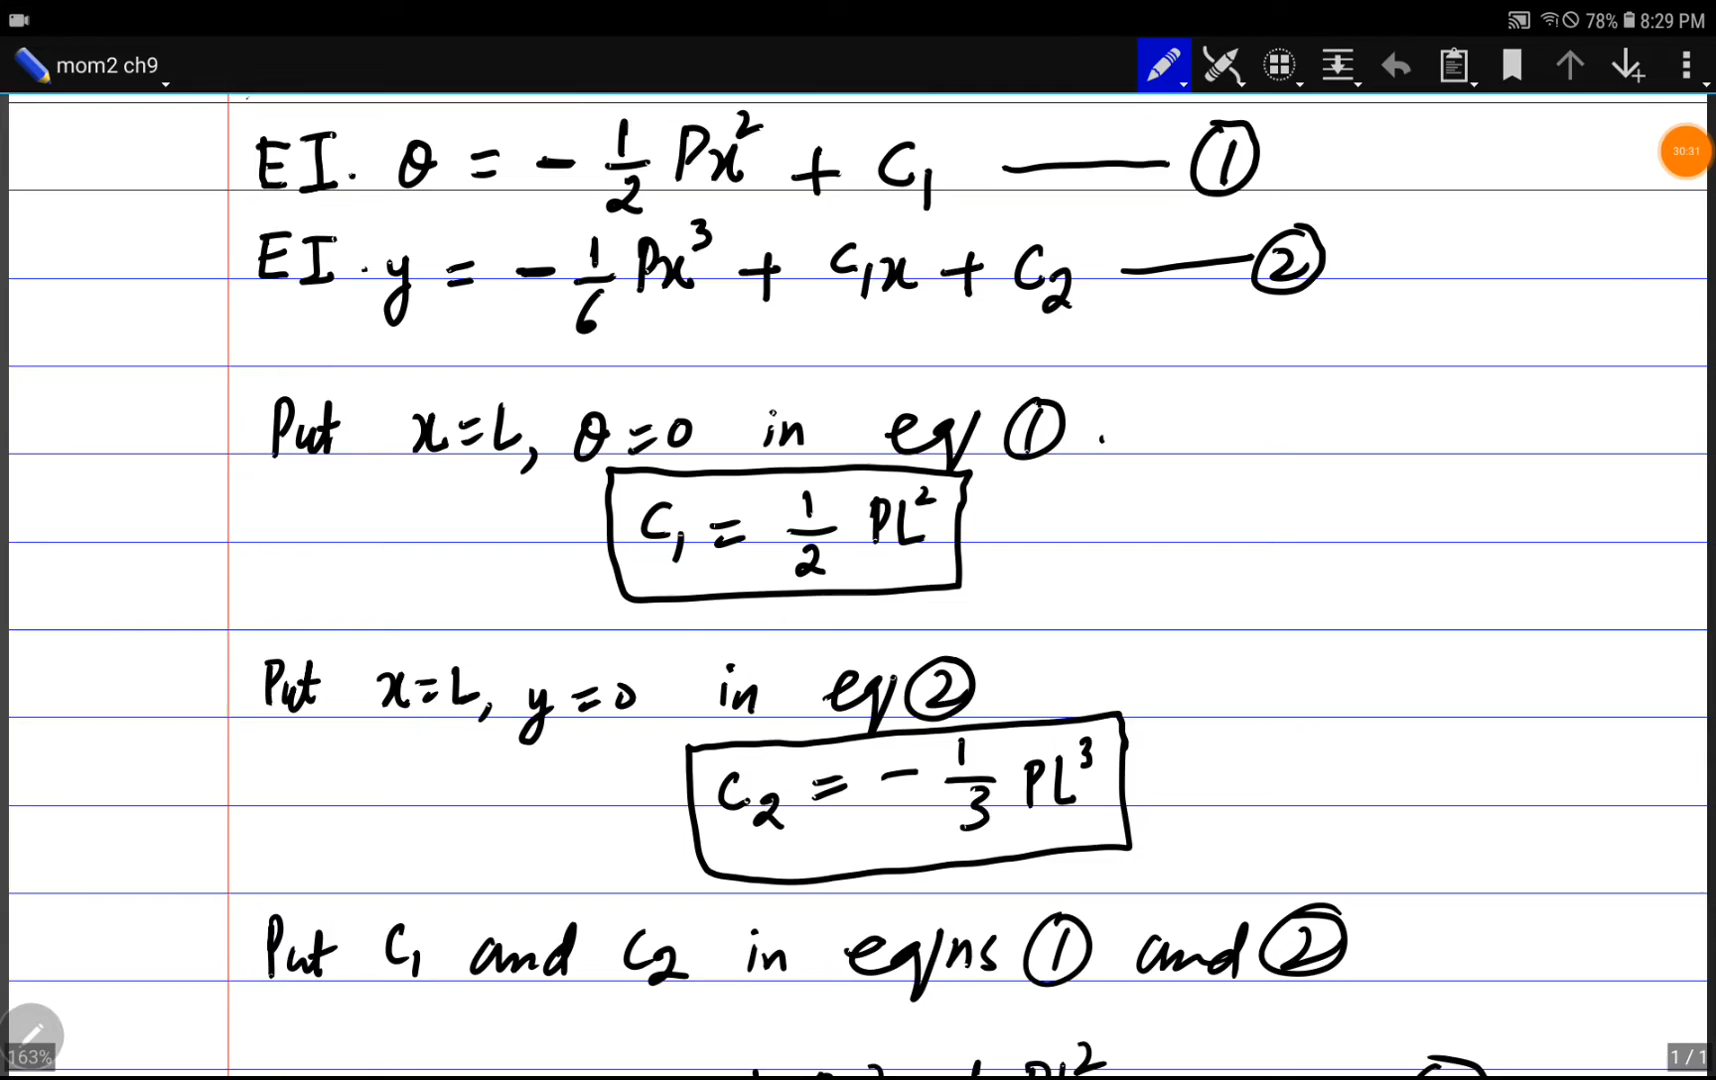 78% 8:29 PM
mom2 ch9
30:31
EI. θ = - 1/2 Px² + C₁ —— ①
EI. y = - 1/6 Px³ + C₁x + C₂ —— ②
Put x=L, θ=0 in eq ① .
C₁ = 1/2 PL²
Put x=L, y=0 in eq ②
C₂ = - 1/3 PL³
Put C₁ and C₂ in eqns ① and ②
PL²
163%
1 / 1